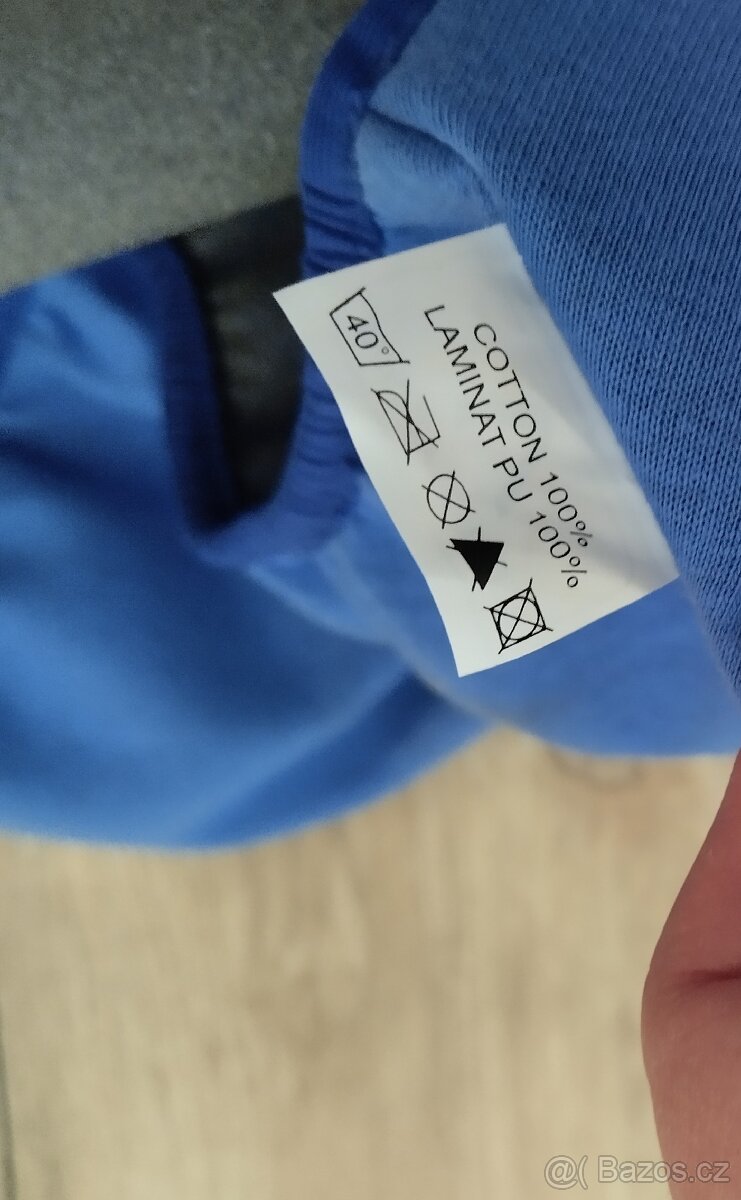 COTTON 100%
LAMINAT PU 100%
40°
@( Bazos.cz